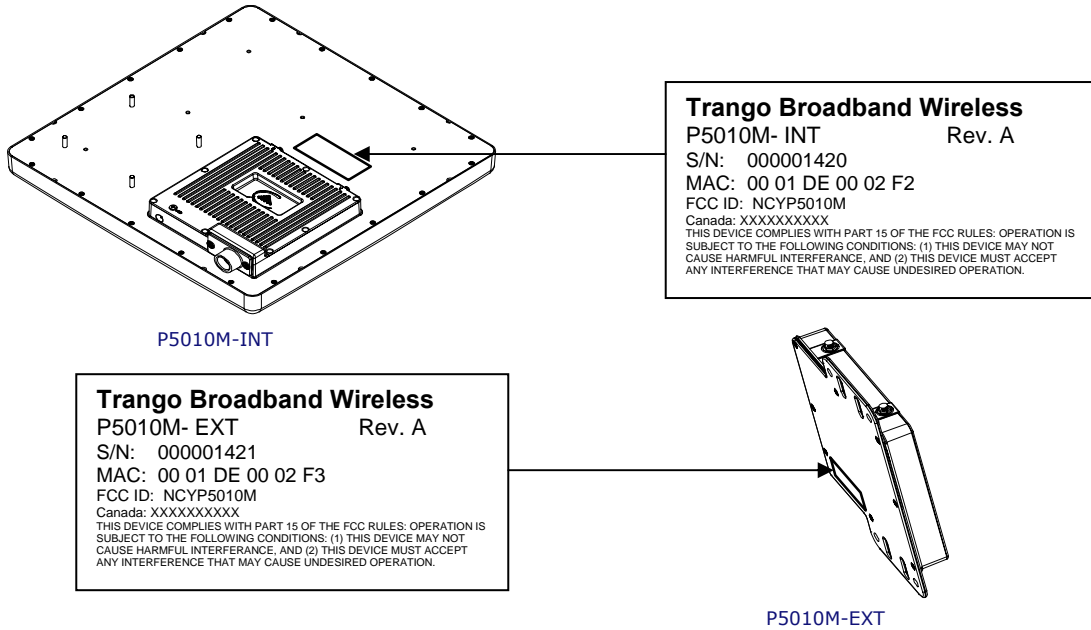 Trango Broadband Wireless
P5010M- INT Rev. A
S/N: 000001420
MAC: 00 01 DE 00 02 F2
FCC ID: NCYP5010M
Canada: XXXXXXXXXX
THIS DEVICE COMPLIES WITH PART 15 OF THE FCC RULES: OPERATION IS
SUBJECT TO THE FOLLOWING CONDITIONS: (1) THIS DEVICE MAY NOT
CAUSE HARMFUL INTERFERANCE, AND (2) THIS DEVICE MUST ACCEPT
ANY INTERFERENCE THAT MAY CAUSE UNDESIRED OPERATION.
P5010M-INT
Trango Broadband Wireless
P5010M- EXT Rev. A
S/N: 000001421
MAC: 00 01 DE 00 02 F3
FCC ID: NCYP5010M
Canada: XXXXXXXXXX
THIS DEVICE COMPLIES WITH PART 15 OF THE FCC RULES: OPERATION IS
SUBJECT TO THE FOLLOWING CONDITIONS: (1) THIS DEVICE MAY NOT
CAUSE HARMFUL INTERFERANCE, AND (2) THIS DEVICE MUST ACCEPT
ANY INTERFERENCE THAT MAY CAUSE UNDESIRED OPERATION.
P5010M-EXT